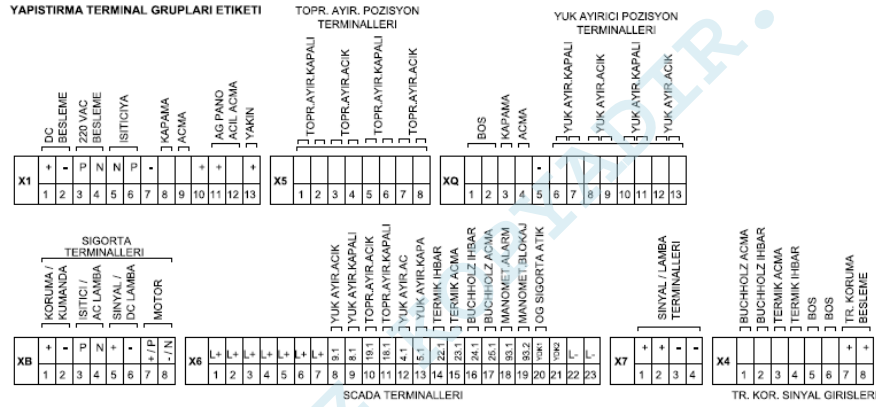 YAPISTIRMA TERMINAL GRUPLARI ETIKETI
TOPR. AYIR. POZISYON
TERMINALLERI
YUK AYIRICI POZISYON
TERMINALLERI
DC
BESLEME
220 VAC
BESLEME
ISITICIYA
KAPAMA
ACMA
AG PANO
ACIL ACMA
YAKIN
TOPR.AYIR.KAPALI
TOPR.AYIR.ACIK
TOPR.AYIR.KAPALI
TOPR.AYIR.ACIK
BOS
KAPAMA
ACMA
YUK AYIR.KAPALI
YUK AYIR.ACIK
YUK AYIR.KAPALI
YUK AYIR.ACIK
X1 + - P N N P - + + +
1 2 3 4 5 6 7 8 9 10 11 12 13
X5
1 2 3 4 5 6 7 8
XQ -
1 2 3 4 5 6 7 8 9 10 11 12 13
SIGORTA
TERMINALLERI
KORUMA /
KUMANDA
ISITICI /
AC LAMBA
SINYAL /
DC LAMBA
MOTOR
YUK AYIR.ACIK
YUK AYIR.KAPALI
TOPR.AYIR.ACIK
TOPR.AYIR.KAPALI
YUK AYIR.AC
YUK AYIR.KAPA
TERMIK IHBAR
TERMIK ACMA
BUCHHOLZ IHBAR
BUCHHOLZ ACMA
MANOMET.ALARM
MANOMET.BLOKAJ
OG SIGORTA ATIK
SINYAL / LAMBA
TERMINALLERI
BUCHHOLZ ACMA
BUCHHOLZ IHBAR
TERMIK ACMA
TERMIK IHBAR
BOS
BOS
TR. KORUMA
BESLEME
XB + - P N + - + / P - / N
1 2 3 4 5 6 7 8
X6 L+ L+ L+ L+ L+ L+ L+ 9.1 8.1 19.1 18.1 4.1 5.1 22.1 23.1 24.1 25.1 93.1 93.2 YDK1 YDK2 L- L-
1 2 3 4 5 6 7 8 9 10 11 12 13 14 15 16 17 18 19 20 21 22 23
X7 + + - -
1 2 3 4
X4 + +
1 2 3 4 5 6 7 8
SCADA TERMINALLERI
TR. KOR. SINYAL GIRISLERI